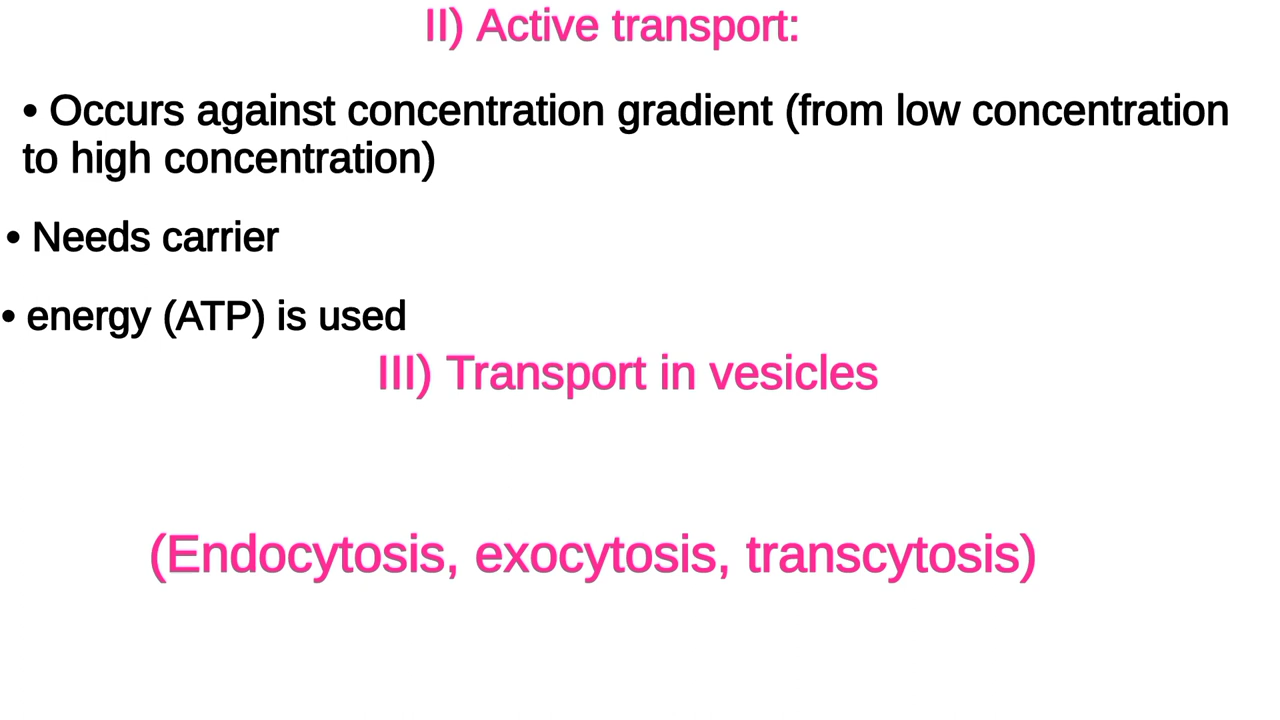 II) Active transport:
• Occurs against concentration gradient (from low concentration
to high concentration)
• Needs carrier
• energy (ATP) is used
III) Transport in vesicles
(Endocytosis, exocytosis, transcytosis)